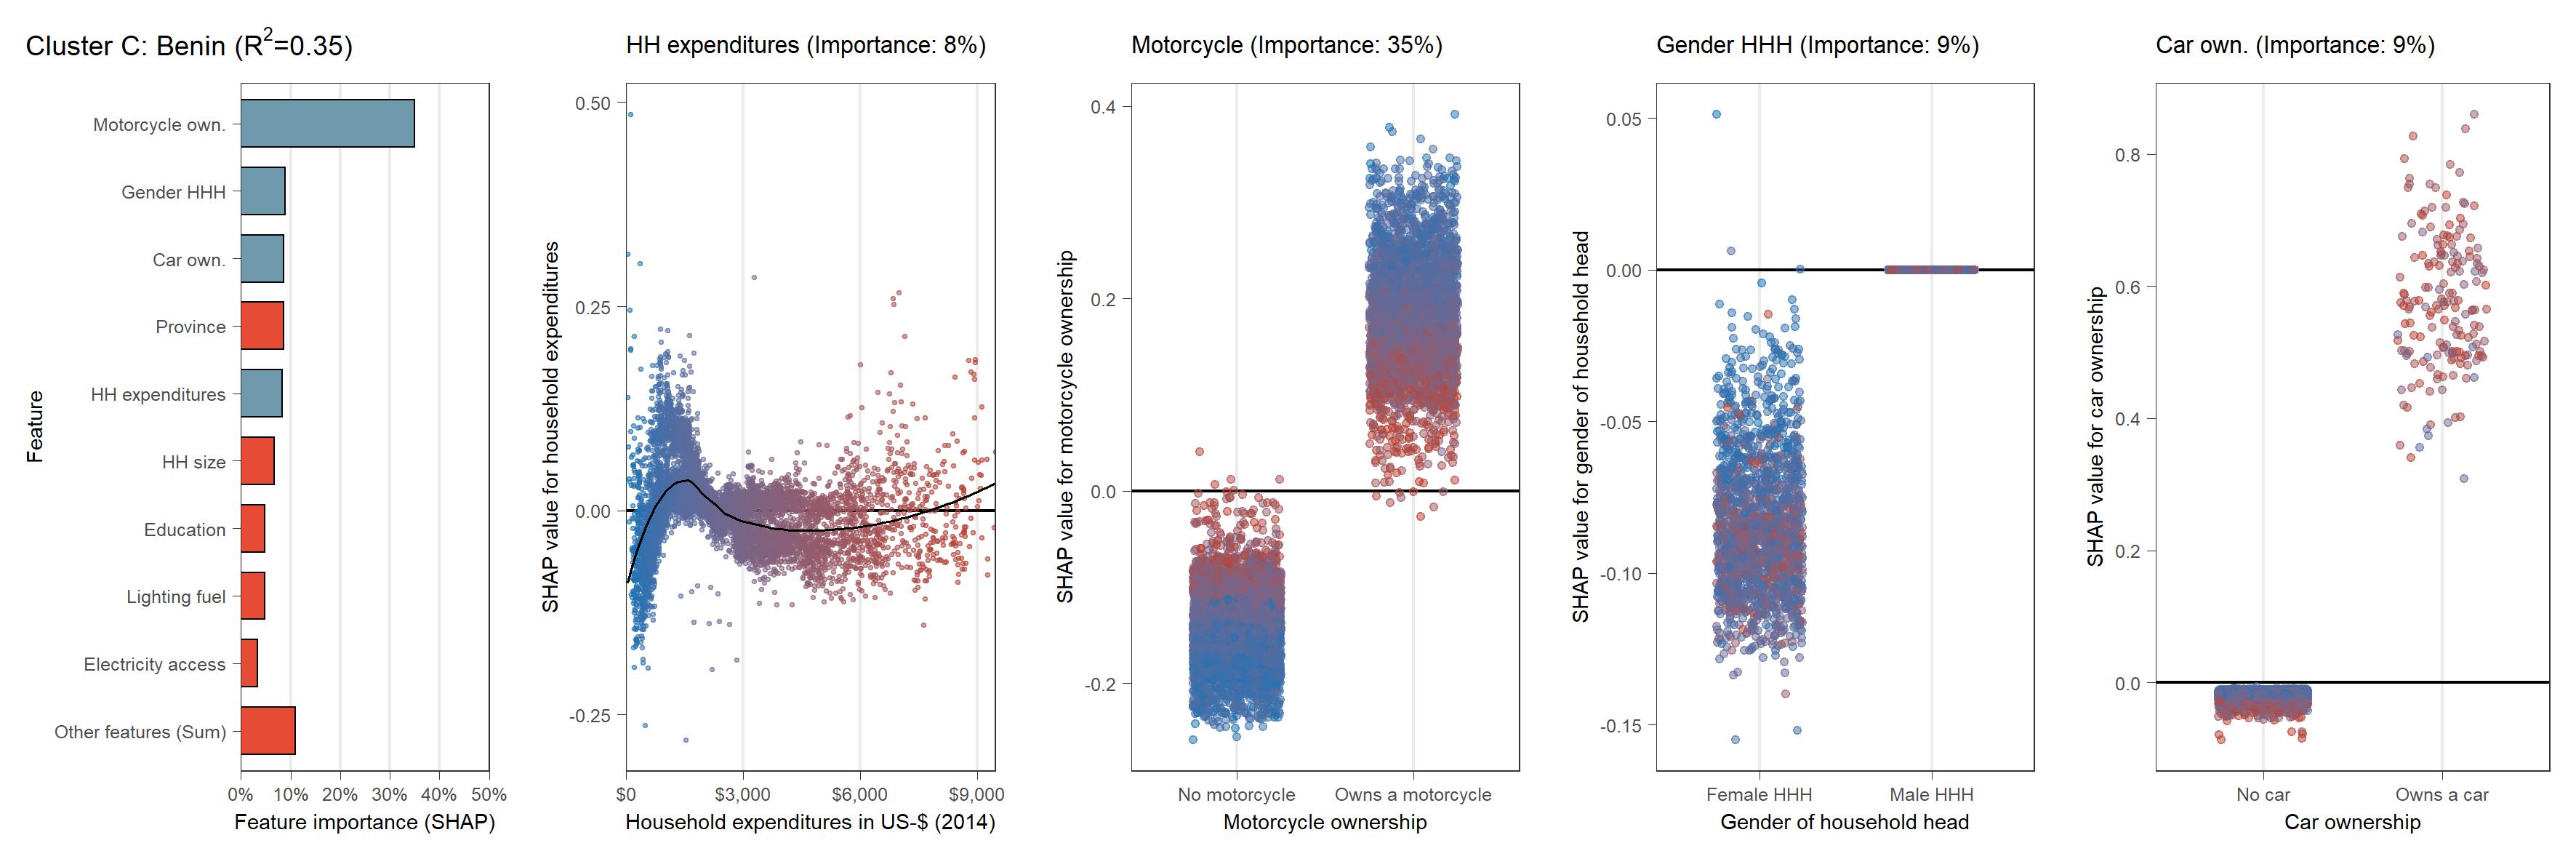 Cluster C: Benin (R²=0.35)
Feature
Motorcycle own.
Gender HHH
Car own.
Province
HH expenditures
HH size
Education
Lighting fuel
Electricity access
Other features (Sum)
0% 10% 20% 30% 40% 50%
Feature importance (SHAP)
HH expenditures (Importance: 8%)
SHAP value for household expenditures
0.50
0.25
0.00
-0.25
$0 $3,000 $6,000 $9,000
Household expenditures in US-$ (2014)
Motorcycle (Importance: 35%)
SHAP value for motorcycle ownership
0.4
0.2
0.0
-0.2
No motorcycle Owns a motorcycle
Motorcycle ownership
Gender HHH (Importance: 9%)
SHAP value for gender of household head
0.05
0.00
-0.05
-0.10
-0.15
Female HHH Male HHH
Gender of household head
Car own. (Importance: 9%)
SHAP value for car ownership
0.8
0.6
0.4
0.2
0.0
No car Owns a car
Car ownership